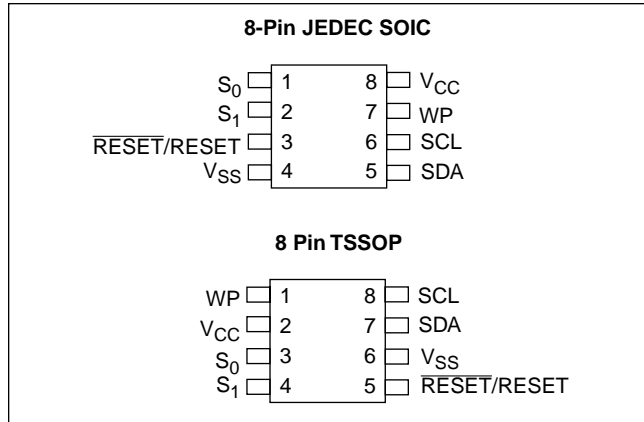 8-Pin JEDEC SOIC
S0 1 8 VCC
S1 2 7 WP
RESET/RESET 3 6 SCL
VSS 4 5 SDA
8 Pin TSSOP
WP 1 8 SCL
VCC 2 7 SDA
S0 3 6 VSS
S1 4 5 RESET/RESET